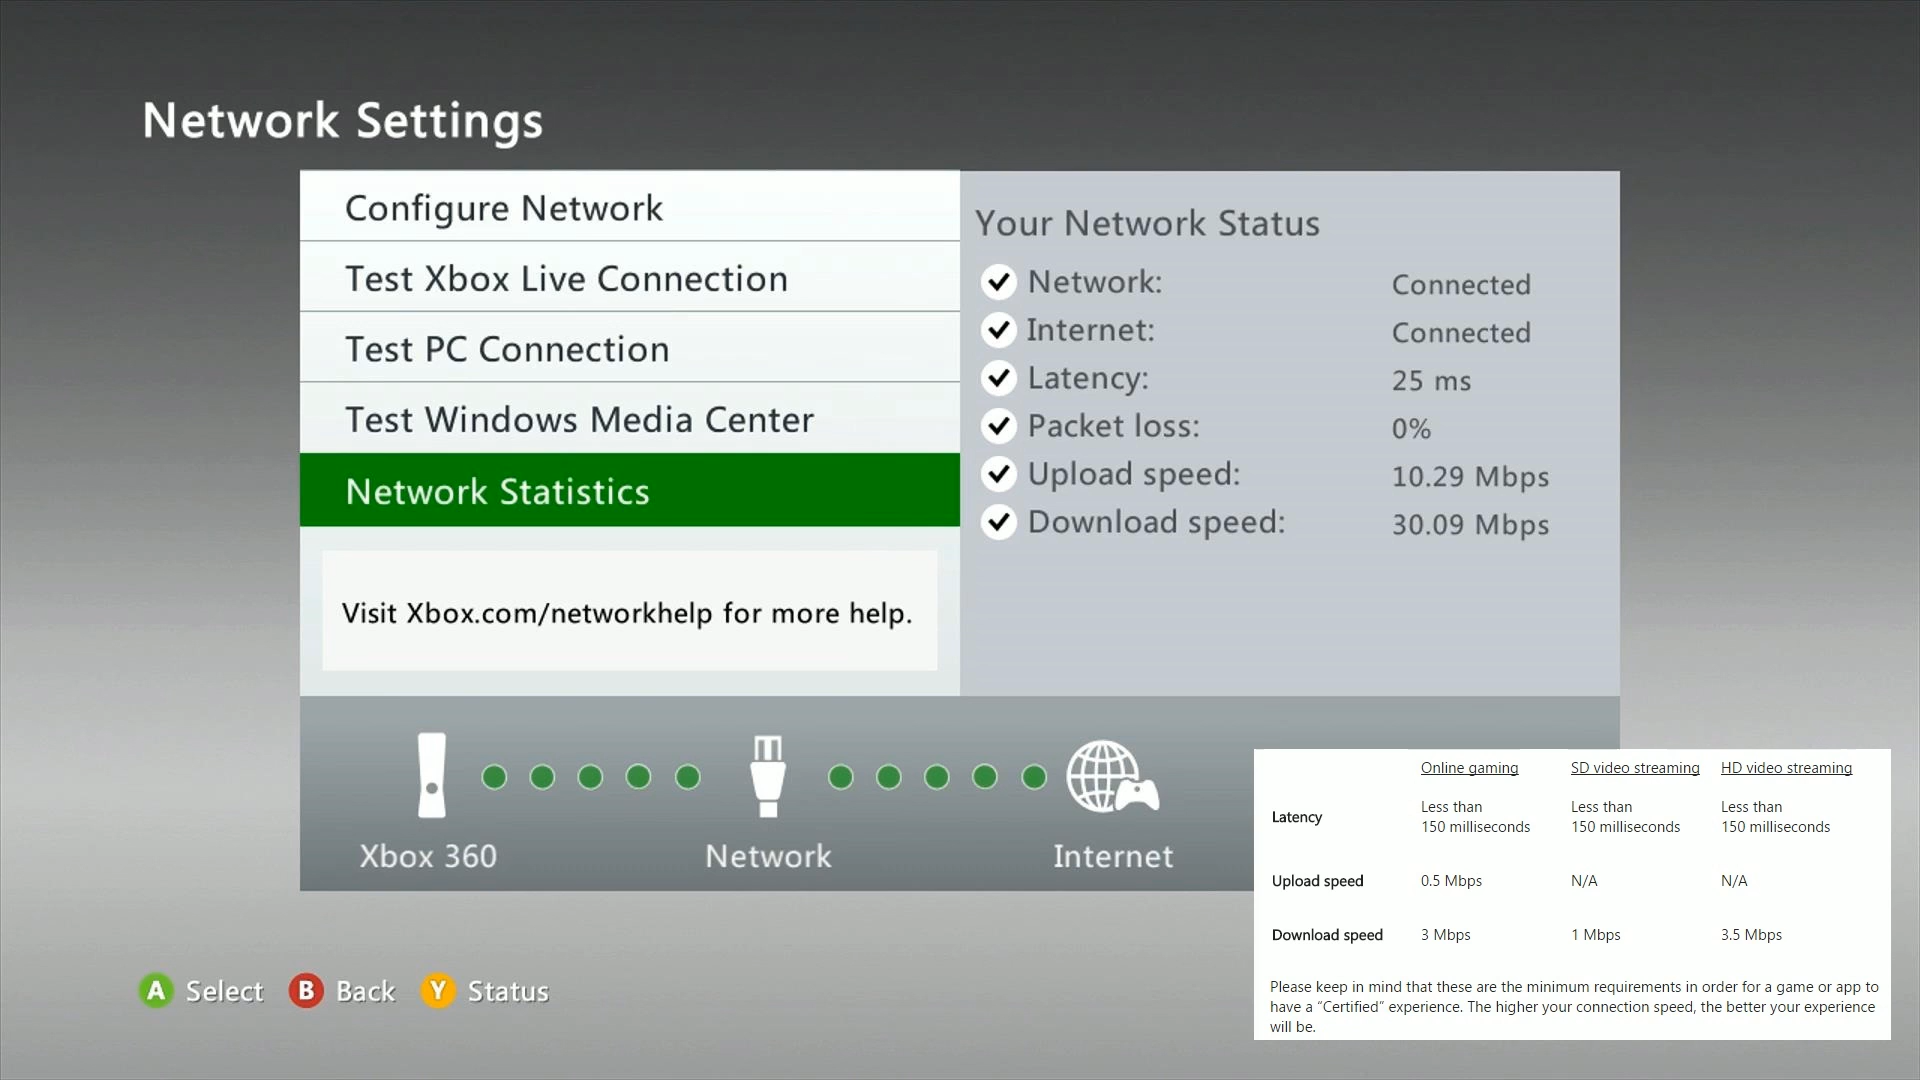 Network Settings
Configure Network
Test Xbox Live Connection
Test PC Connection
Test Windows Media Center
Network Statistics
Visit Xbox.com/networkhelp for more help.
Your Network Status
Network: Connected
Internet: Connected
Latency: 25 ms
Packet loss: 0%
Upload speed: 10.29 Mbps
Download speed: 30.09 Mbps
Xbox 360 Network Internet
Online gaming SD video streaming HD video streaming
Latency Less than 150 milliseconds Less than 150 milliseconds Less than 150 milliseconds
Upload speed 0.5 Mbps N/A N/A
Download speed 3 Mbps 1 Mbps 3.5 Mbps
Please keep in mind that these are the minimum requirements in order for a game or app to
have a “Certified” experience. The higher your connection speed, the better your experience
will be.
A Select B Back Y Status